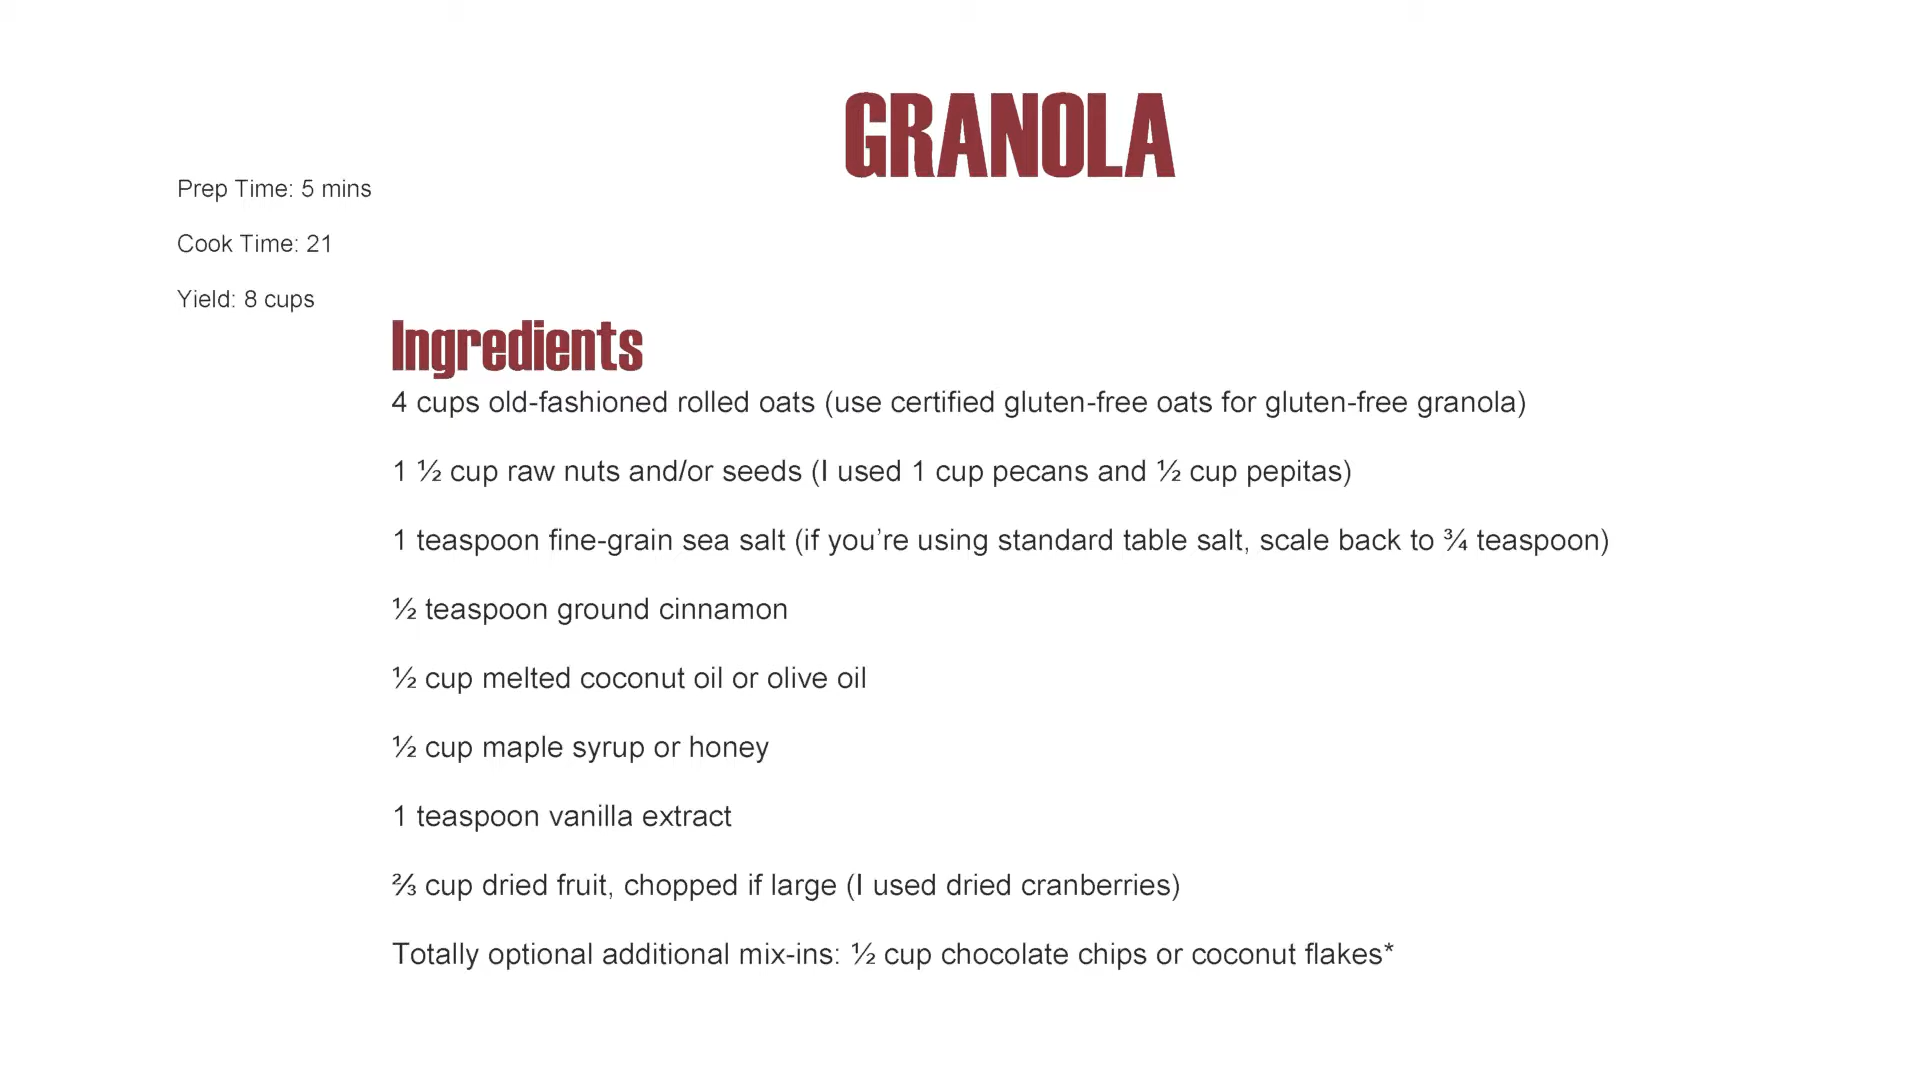 GRANOLA
Prep Time: 5 mins
Cook Time: 21
Yield: 8 cups
Ingredients
4 cups old-fashioned rolled oats (use certified gluten-free oats for gluten-free granola)
1 ½ cup raw nuts and/or seeds (I used 1 cup pecans and ½ cup pepitas)
1 teaspoon fine-grain sea salt (if you’re using standard table salt, scale back to ¾ teaspoon)
½ teaspoon ground cinnamon
½ cup melted coconut oil or olive oil
½ cup maple syrup or honey
1 teaspoon vanilla extract
⅔ cup dried fruit, chopped if large (I used dried cranberries)
Totally optional additional mix-ins: ½ cup chocolate chips or coconut flakes*